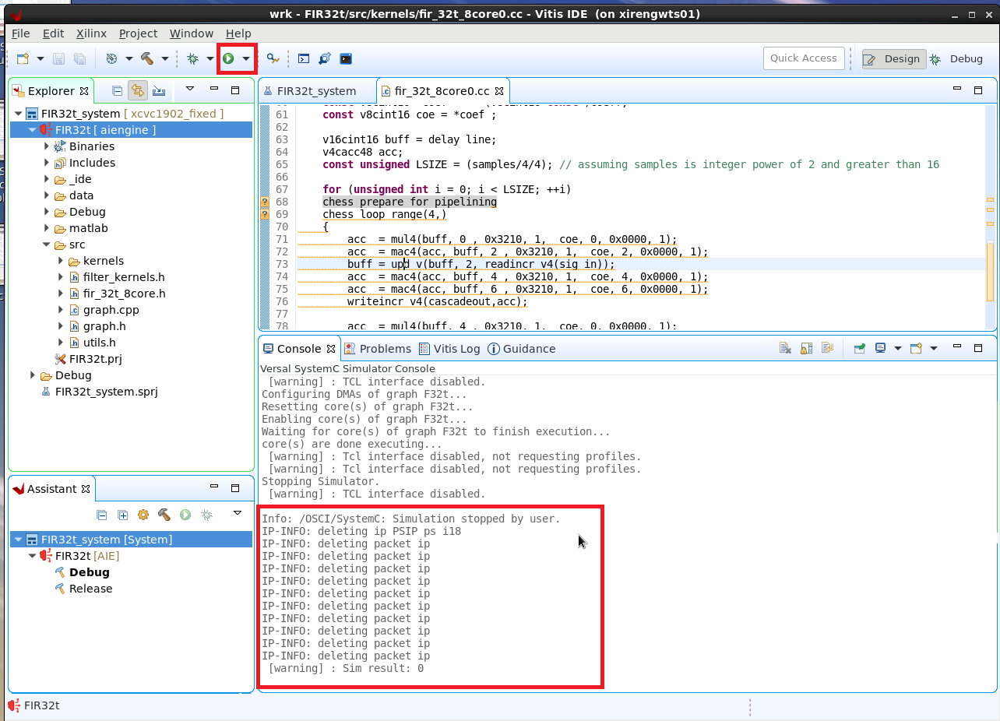 wrk - FIR32t/src/kernels/fir_32t_8core0.cc - Vitis IDE (on xirengwts01)
File Edit Xilinx Project Window Help
Quick Access
Design
Debug
Explorer
FIR32t_system [ xcvc1902_fixed ]
FIR32t [ aiengine ]
Binaries
Includes
_ide
data
Debug
matlab
src
kernels
filter_kernels.h
fir_32t_8core.h
graph.cpp
graph.h
utils.h
FIR32t.prj
Debug
FIR32t_system.sprj
FIR32t_system
fir_32t_8core0.cc
61 const v8cint16 coe = *coef ;
62
63 v16cint16 buff = delay line;
64 v4cacc48 acc;
65 const unsigned LSIZE = (samples/4/4); // assuming samples is integer power of 2 and greater than 16
66
67 for (unsigned int i = 0; i < LSIZE; ++i)
68 chess prepare for pipelining
69 chess loop range(4,)
70 {
71 acc = mul4(buff, 0 , 0x3210, 1, coe, 0, 0x0000, 1);
72 acc = mac4(acc, buff, 2 , 0x3210, 1, coe, 2, 0x0000, 1);
73 buff = upd v(buff, 2, readincr v4(sig in));
74 acc = mac4(acc, buff, 4 , 0x3210, 1, coe, 4, 0x0000, 1);
75 acc = mac4(acc, buff, 6 , 0x3210, 1, coe, 6, 0x0000, 1);
76 writeincr v4(cascadeout,acc);
77
78 acc = mul4(buff, 4 , 0x3210, 1, coe, 0, 0x0000, 1);
Console Problems Vitis Log Guidance
Versal SystemC Simulator Console
[warning] : TCL interface disabled.
Configuring DMAs of graph F32t...
Resetting core(s) of graph F32t...
Enabling core(s) of graph F32t...
Waiting for core(s) of graph F32t to finish execution...
core(s) are done executing...
[warning] : Tcl interface disabled, not requesting profiles.
[warning] : Tcl interface disabled, not requesting profiles.
Stopping Simulator.
[warning] : TCL interface disabled.
Info: /OSCI/SystemC: Simulation stopped by user.
IP-INFO: deleting ip PSIP ps i18
IP-INFO: deleting packet ip
IP-INFO: deleting packet ip
IP-INFO: deleting packet ip
IP-INFO: deleting packet ip
IP-INFO: deleting packet ip
IP-INFO: deleting packet ip
IP-INFO: deleting packet ip
IP-INFO: deleting packet ip
IP-INFO: deleting packet ip
IP-INFO: deleting packet ip
[warning] : Sim result: 0
Assistant
FIR32t_system [System]
FIR32t [AIE]
Debug
Release
FIR32t